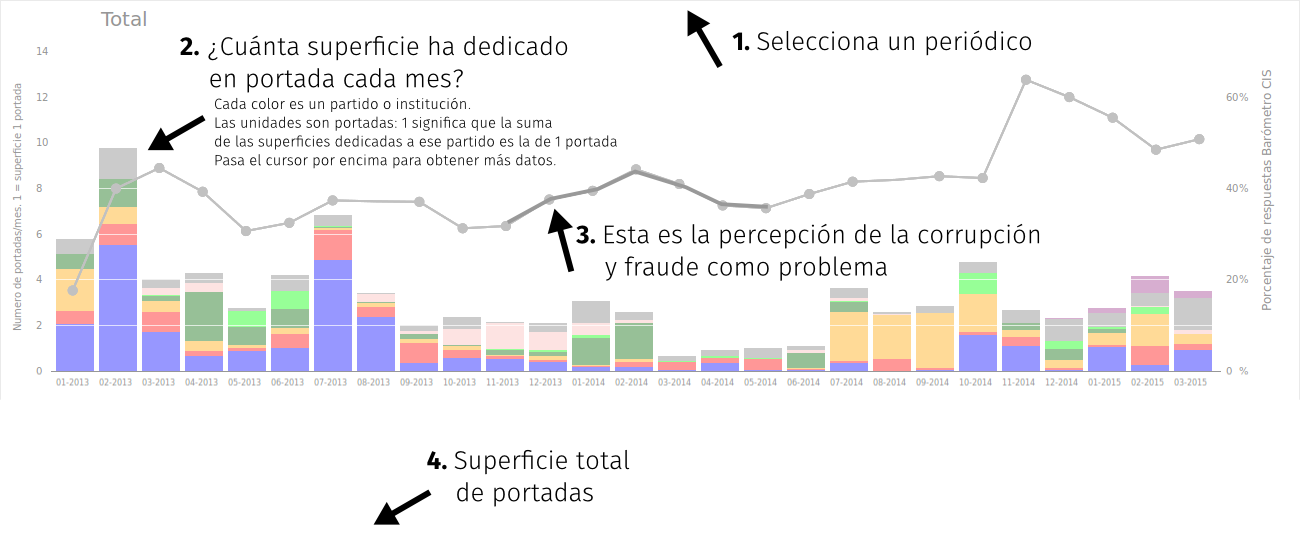 Total
1. Selecciona un periódico
2. ¿Cuánta superficie ha dedicado
en portada cada mes?
Cada color es un partido o institución.
Las unidades son portadas: 1 significa que la suma
de las superficies dedicadas a ese partido es la de 1 portada
Pasa el cursor por encima para obtener más datos.
3. Esta es la percepción de la corrupción
y fraude como problema
Numero de portadas/mes. 1 = superficie 1 portada
14
12
10
8
6
4
2
0
Porcentaje de respuestas Barómetro CIS
60%
40%
20%
0 %
01-2013 02-2013 03-2013 04-2013 05-2013 06-2013 07-2013 08-2013 09-2013 10-2013 11-2013 12-2013 01-2014 02-2014 03-2014 04-2014 05-2014 06-2014 07-2014 08-2014 09-2014 10-2014 11-2014 12-2014 01-2015 02-2015 03-2015
4. Superficie total
de portadas